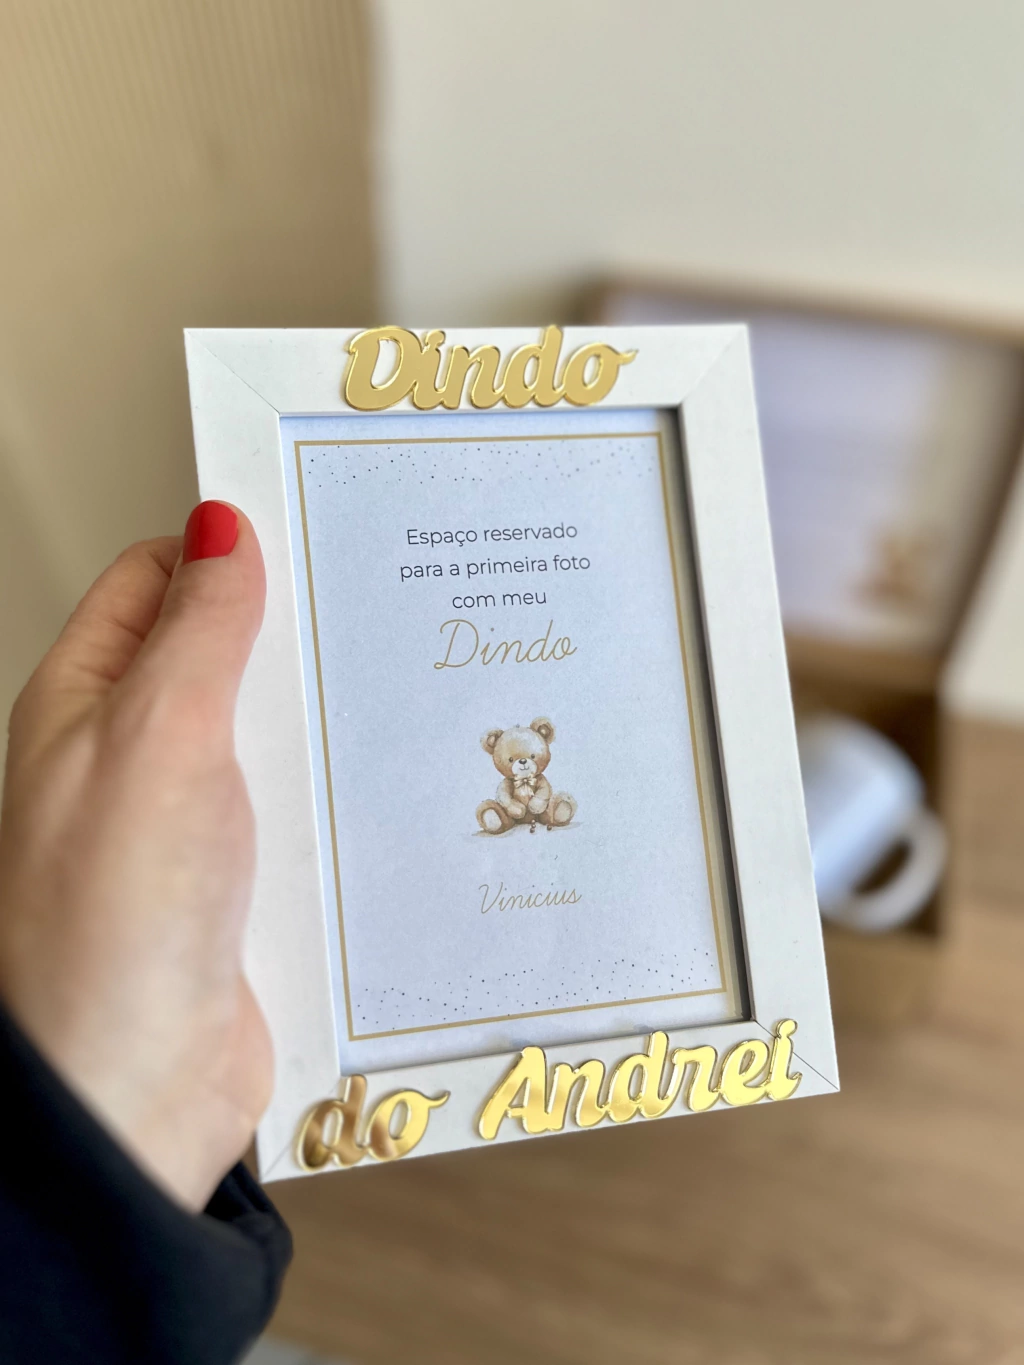 Dindo
Espaço reservado
para a primeira foto
com meu
Dindo
Vinicius
do Andrei